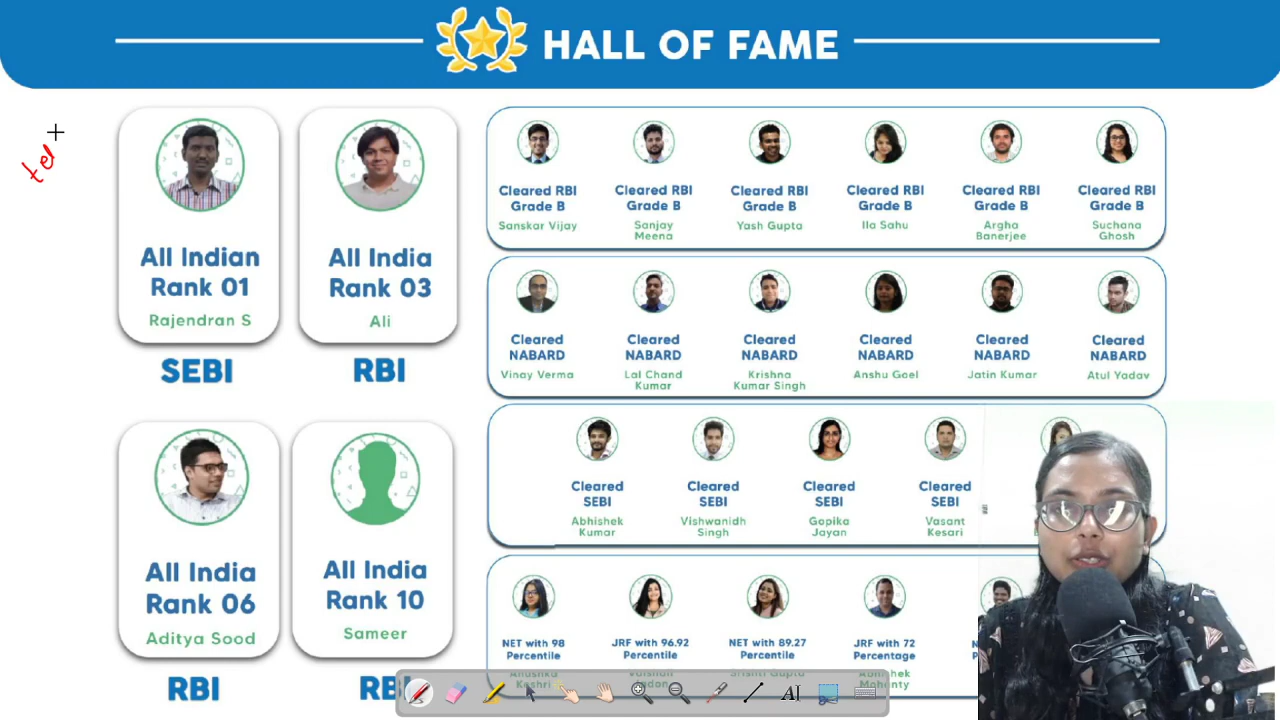 HALL OF FAME
All Indian
Rank 01
Rajendran S
SEBI
All India
Rank 03
Ali
RBI
All India
Rank 06
Aditya Sood
RBI
All India
Rank 10
Sameer
Cleared RBI
Grade B
Sanskar Vijay
Cleared RBI
Grade B
Sanjay
Meena
Cleared RBI
Grade B
Yash Gupta
Cleared RBI
Grade B
Ila Sahu
Cleared RBI
Grade B
Argha
Banerjee
Cleared RBI
Grade B
Suchana
Ghosh
Cleared
NABARD
Vinay Verma
Cleared
NABARD
Lal Chand
Kumar
Cleared
NABARD
Krishna
Kumar Singh
Cleared
NABARD
Anshu Goel
Cleared
NABARD
Jatin Kumar
Cleared
NABARD
Atul Yadav
Cleared
SEBI
Abhishek
Kumar
Cleared
SEBI
Vishwanidh
Singh
Cleared
SEBI
Gopika
Jayan
Cleared
SEBI
Vasant
Kesari
NET with 98
Percentile
JRF with 96.92
Percentile
NET with 89.27
Percentile
Srishti Gupta
JRF with 72
Percentage